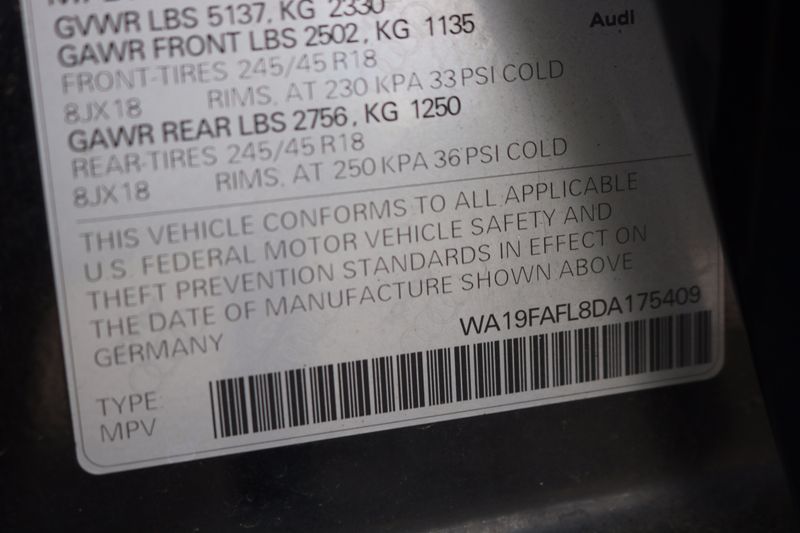 GVWR LBS 5137, KG 2330
Audi
GAWR FRONT LBS 2502, KG 1135
FRONT-TIRES 245/45 R18
8JX18 RIMS, AT 230 KPA 33 PSI COLD
GAWR REAR LBS 2756, KG 1250
REAR-TIRES 245/45 R18
8JX18 RIMS, AT 250 KPA 36 PSI COLD
THIS VEHICLE CONFORMS TO ALL APPLICABLE
U.S. FEDERAL MOTOR VEHICLE SAFETY AND
THEFT PREVENTION STANDARDS IN EFFECT ON
THE DATE OF MANUFACTURE SHOWN ABOVE
GERMANY
WA19FAFL8DA175409
TYPE
MPV